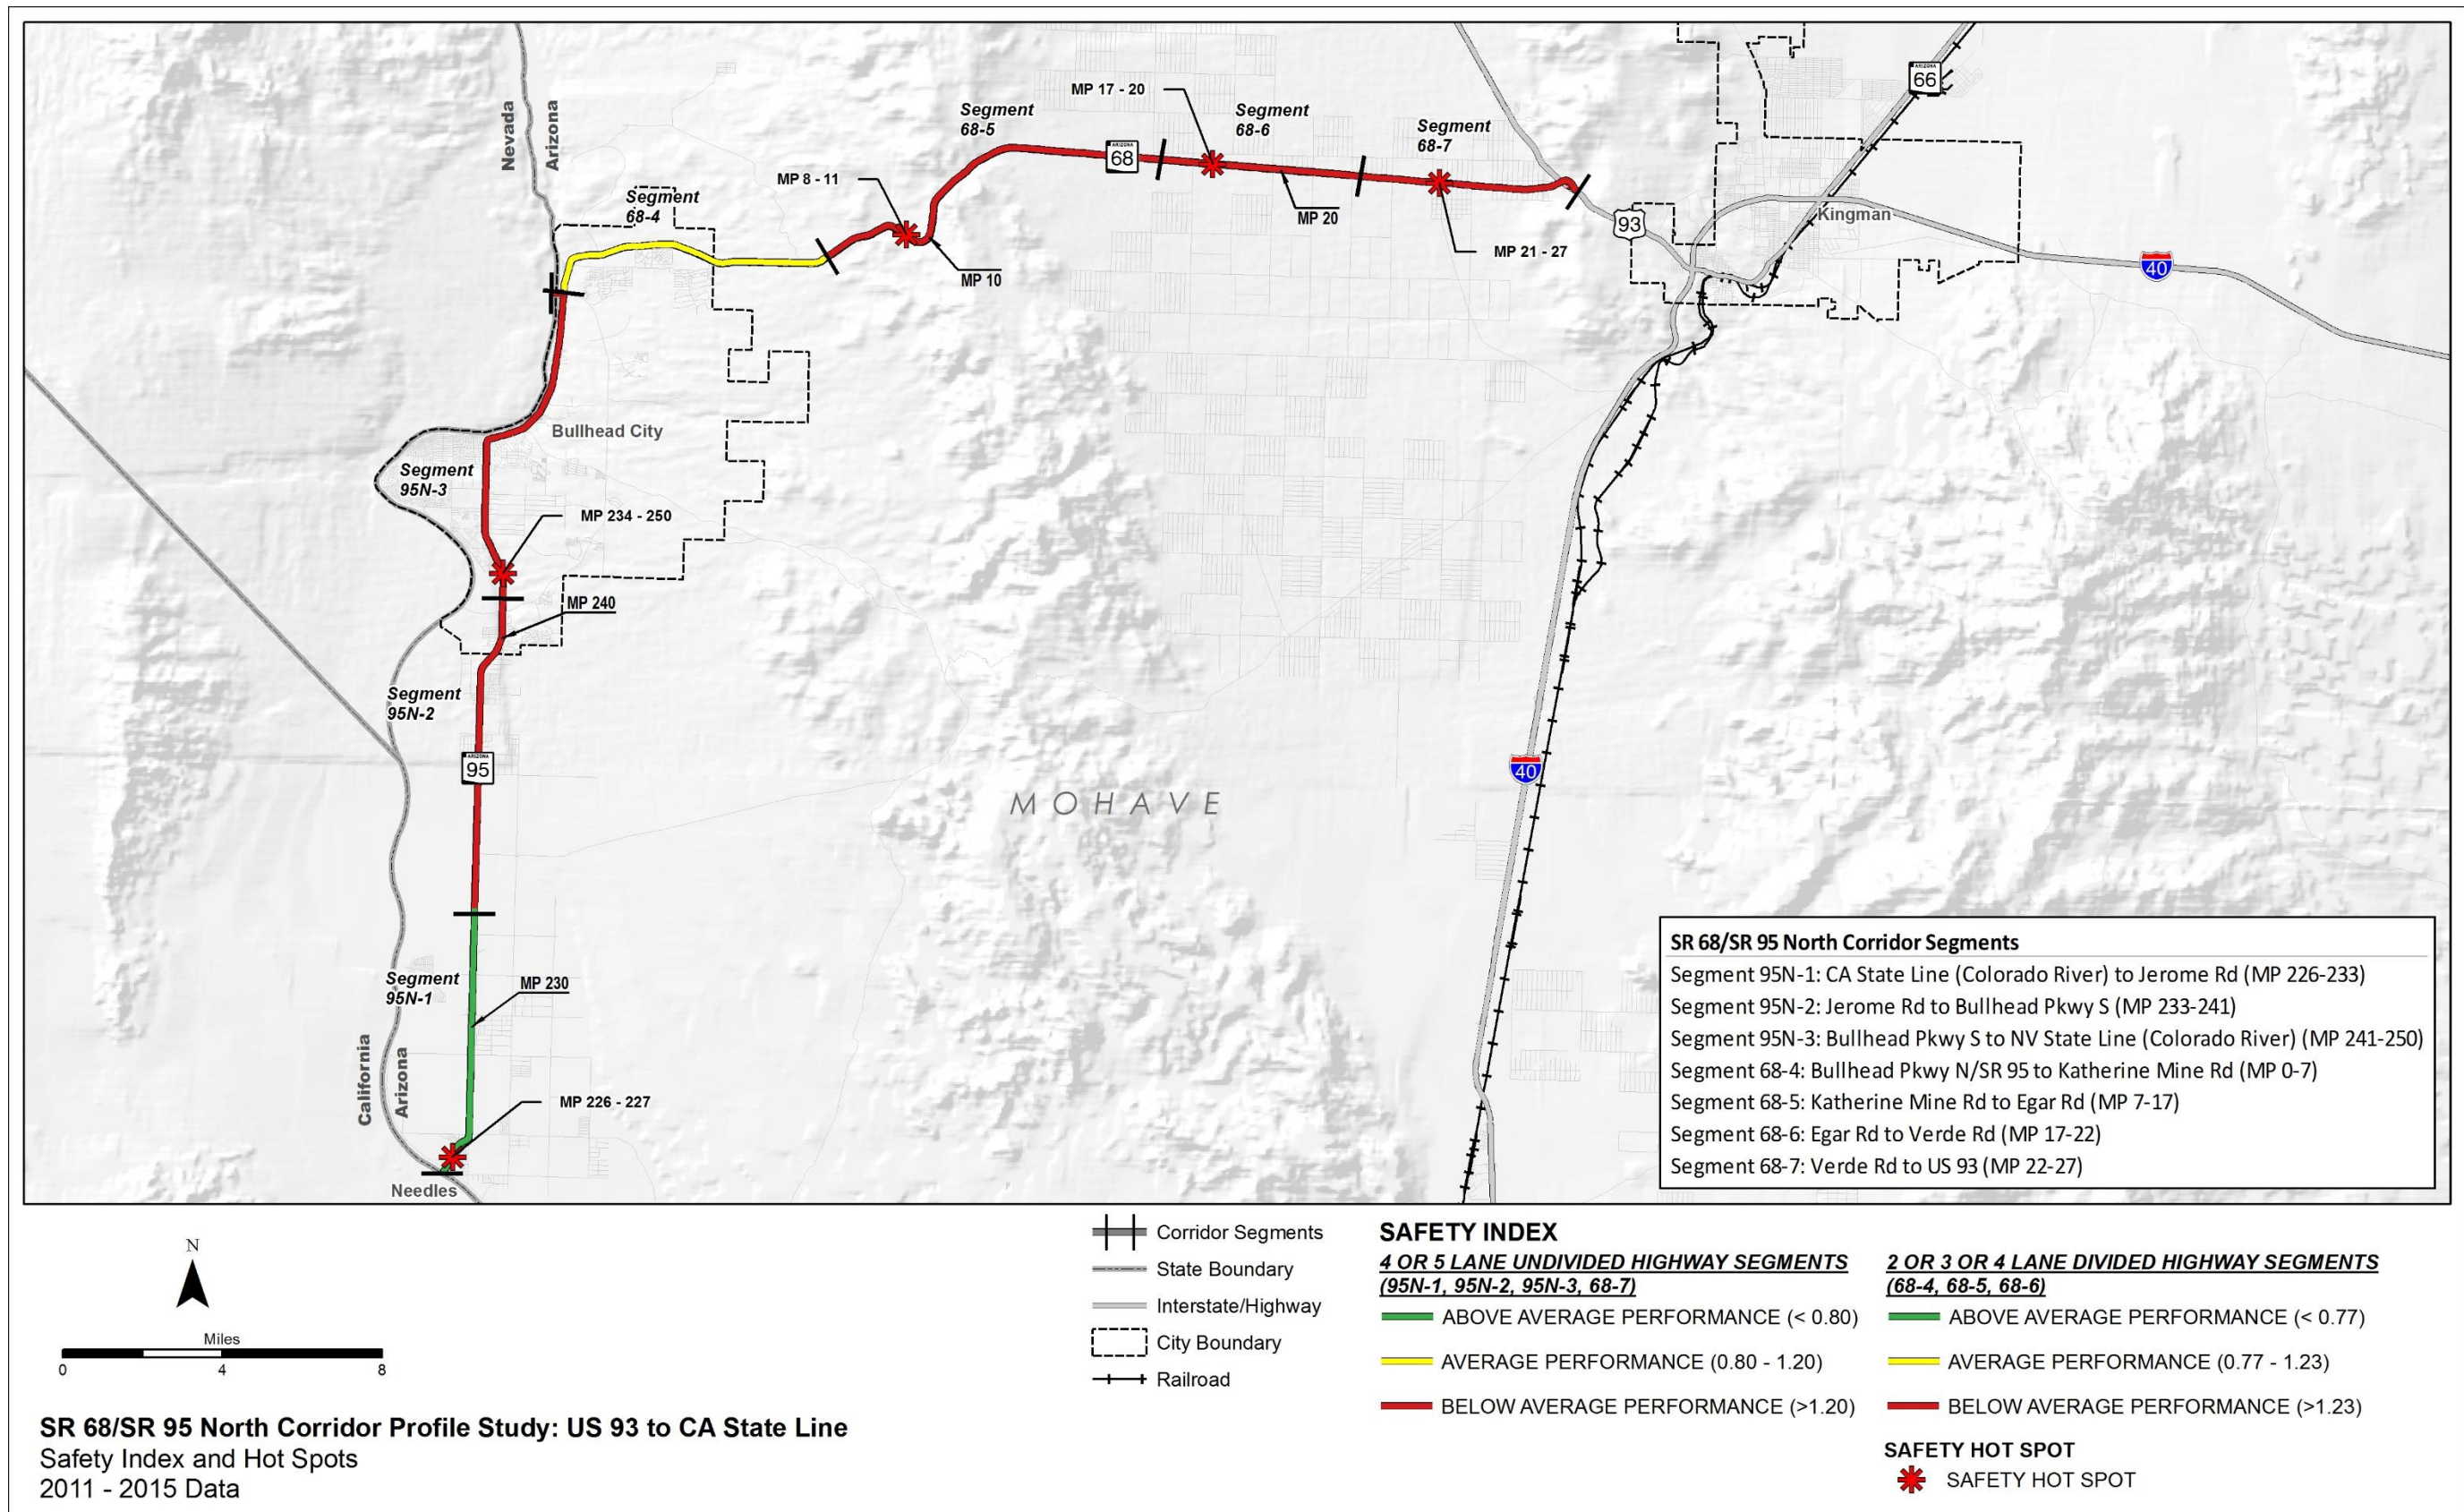 Nevada
Arizona
Segment
68-4
MP 8 - 11
MP 10
Segment
68-5
ARIZONA
68
MP 17 - 20
Segment
68-6
MP 20
Segment
68-7
MP 21 - 27
93
ARIZONA
66
Kingman
40
Bullhead City
Segment
95N-3
MP 234 - 250
MP 240
Segment
95N-2
ARIZONA
95
MOHAVE
40
Segment
95N-1
MP 230
California
Arizona
MP 226 - 227
Needles
SR 68/SR 95 North Corridor Segments
Segment 95N-1: CA State Line (Colorado River) to Jerome Rd (MP 226-233)
Segment 95N-2: Jerome Rd to Bullhead Pkwy S (MP 233-241)
Segment 95N-3: Bullhead Pkwy S to NV State Line (Colorado River) (MP 241-250)
Segment 68-4: Bullhead Pkwy N/SR 95 to Katherine Mine Rd (MP 0-7)
Segment 68-5: Katherine Mine Rd to Egar Rd (MP 7-17)
Segment 68-6: Egar Rd to Verde Rd (MP 17-22)
Segment 68-7: Verde Rd to US 93 (MP 22-27)
N
Miles
0 4 8
SR 68/SR 95 North Corridor Profile Study: US 93 to CA State Line
Safety Index and Hot Spots
2011 - 2015 Data
Corridor Segments
State Boundary
Interstate/Highway
City Boundary
Railroad
SAFETY INDEX
4 OR 5 LANE UNDIVIDED HIGHWAY SEGMENTS
(95N-1, 95N-2, 95N-3, 68-7)
ABOVE AVERAGE PERFORMANCE (< 0.80)
AVERAGE PERFORMANCE (0.80 - 1.20)
BELOW AVERAGE PERFORMANCE (>1.20)
2 OR 3 OR 4 LANE DIVIDED HIGHWAY SEGMENTS
(68-4, 68-5, 68-6)
ABOVE AVERAGE PERFORMANCE (< 0.77)
AVERAGE PERFORMANCE (0.77 - 1.23)
BELOW AVERAGE PERFORMANCE (>1.23)
SAFETY HOT SPOT
SAFETY HOT SPOT